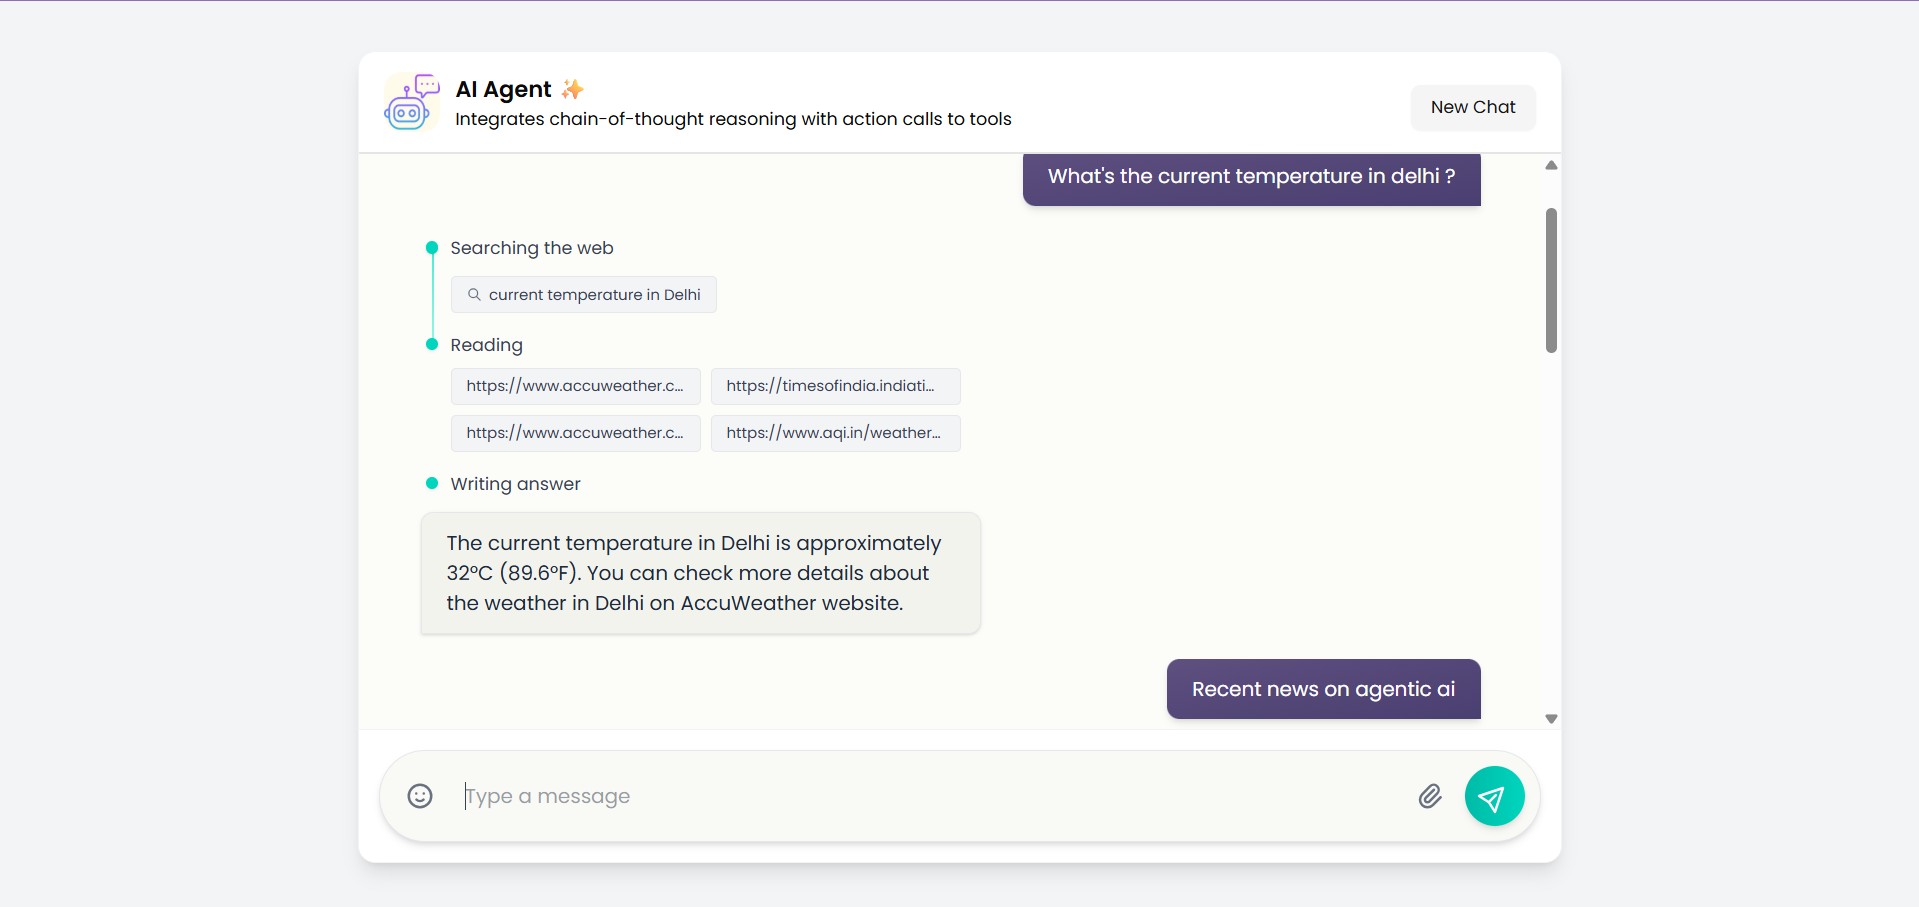 AI Agent ✨
Integrates chain-of-thought reasoning with action calls to tools
New Chat
What's the current temperature in delhi ?
Searching the web
current temperature in Delhi
Reading
https://www.accuweather.c...
https://timesofindia.indiati...
https://www.accuweather.c...
https://www.aqi.in/weather...
Writing answer
The current temperature in Delhi is approximately
32°C (89.6°F). You can check more details about
the weather in Delhi on AccuWeather website.
Recent news on agentic ai
Type a message